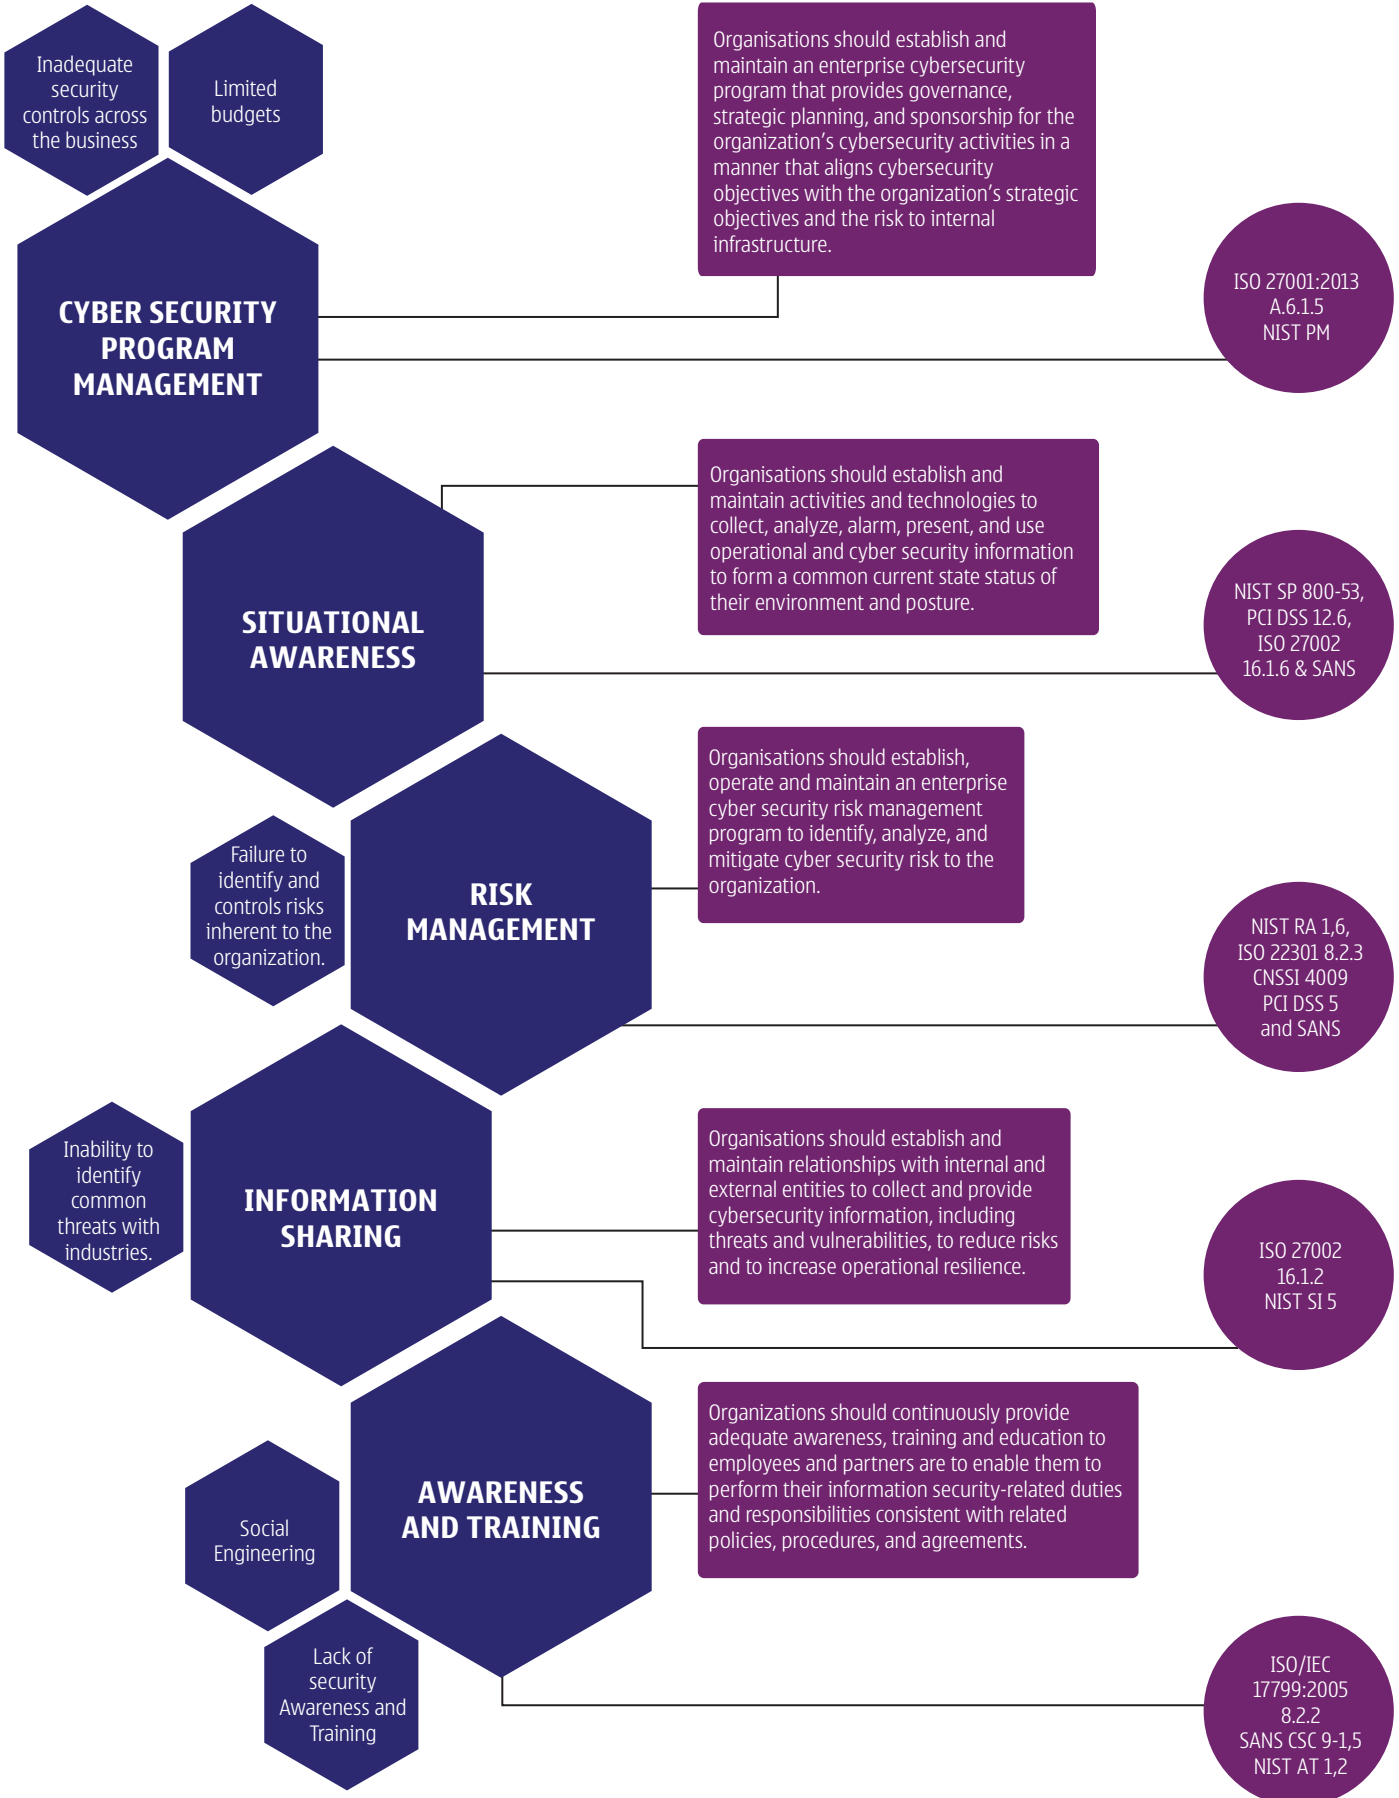 Inadequate
security
controls across
the business
Limited
budgets
Organisations should establish and
maintain an enterprise cybersecurity
program that provides governance,
strategic planning, and sponsorship for the
organization's cybersecurity activities in a
manner that aligns cybersecurity
objectives with the organization's strategic
objectives and the risk to internal
infrastructure.
CYBER SECURITY
PROGRAM
MANAGEMENT
ISO 27001:2013
A.6.1.5
NIST PM
SITUATIONAL
AWARENESS
Organisations should establish and
maintain activities and technologies to
collect, analyze, alarm, present, and use
operational and cyber security information
to form a common current state status of
their environment and posture.
NIST SP 800-53,
PCI DSS 12.6,
ISO 27002
16.1.6 & SANS
Failure to
identify and
controls risks
inherent to the
organization.
RISK
MANAGEMENT
Organisations should establish,
operate and maintain an enterprise
cyber security risk management
program to identify, analyze, and
mitigate cyber security risk to the
organization.
NIST RA 1,6,
ISO 22301 8.2.3
CNSSI 4009
PCI DSS 5
and SANS
Inability to
identify
common
threats with
industries.
INFORMATION
SHARING
Organisations should establish and
maintain relationships with internal and
external entities to collect and provide
cybersecurity information, including
threats and vulnerabilities, to reduce risks
and to increase operational resilience.
ISO 27002
16.1.2
NIST SI 5
Social
Engineering
Lack of
security
Awareness and
Training
AWARENESS
AND TRAINING
Organizations should continuously provide
adequate awareness, training and education to
employees and partners are to enable them to
perform their information security-related duties
and responsibilities consistent with related
policies, procedures, and agreements.
ISO/IEC
17799:2005
8.2.2
SANS CSC 9-1,5
NIST AT 1,2